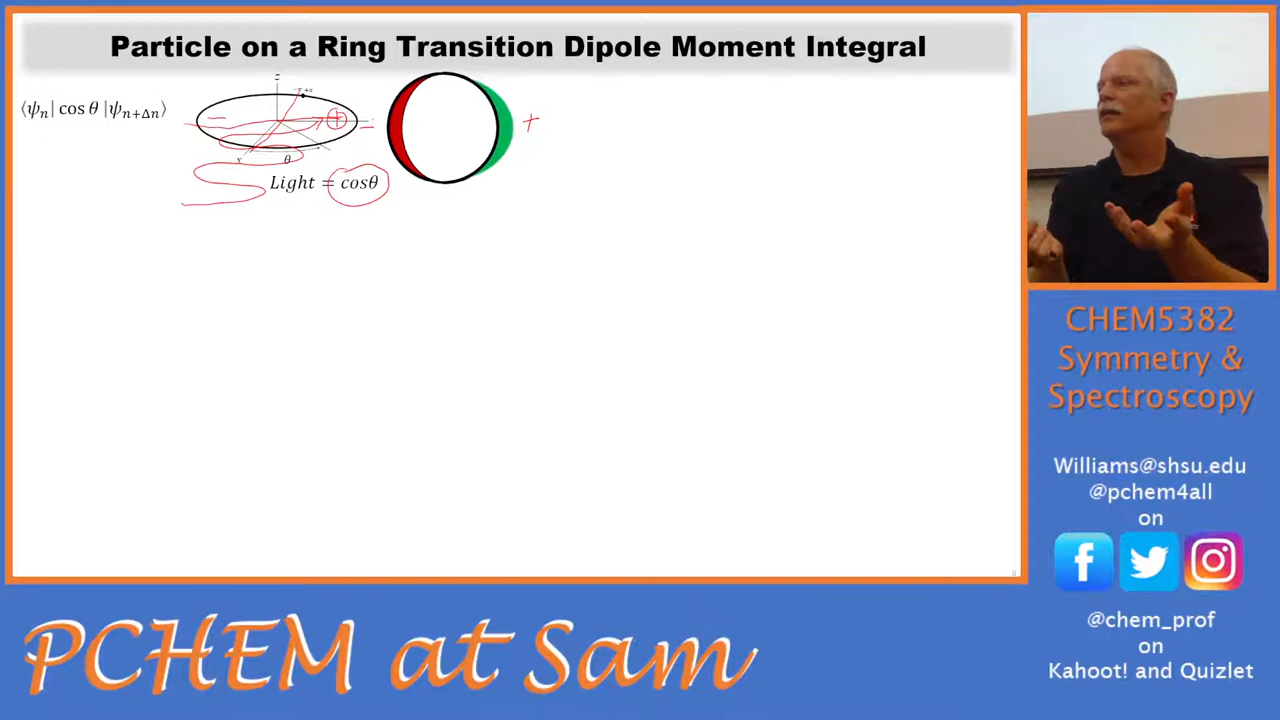 Particle on a Ring Transition Dipole Moment Integral
⟨ψₙ| cos θ |ψₙ₊Δₙ⟩
z
−
+
+
x
θ
Light = cosθ
0
CHEM5382
Symmetry &
Spectroscopy
Williams@shsu.edu
@pchem4all
on
@chem_prof
on
Kahoot! and Quizlet
PCHEM at Sam